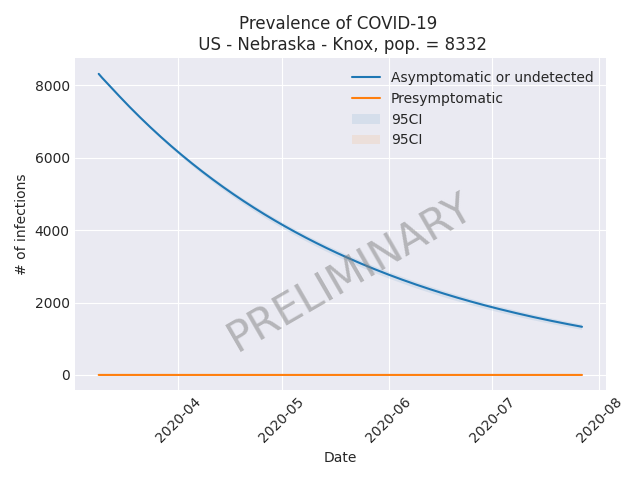 Prevalence of COVID-19
US - Nebraska - Knox, pop. = 8332
Asymptomatic or undetected
Presymptomatic
95CI
95CI
8000
6000
4000
2000
0
# of infections
PRELIMINARY
2020-04
2020-05
2020-06
2020-07
2020-08
Date